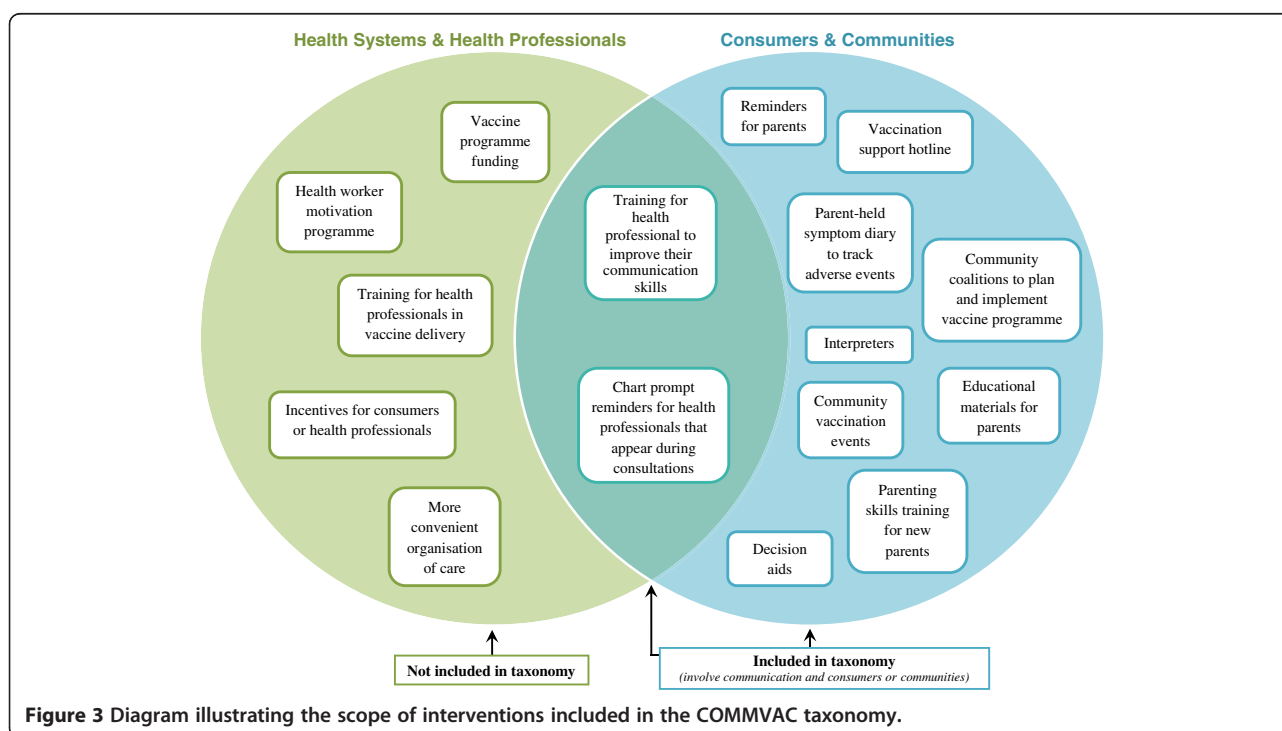 Health Systems & Health Professionals
Consumers & Communities
Vaccine
programme
funding
Health worker
motivation
programme
Training for health
professionals in
vaccine delivery
Incentives for consumers
or health professionals
More
convenient
organisation
of care
Training for
health
professional to
improve their
communication
skills
Chart prompt
reminders for health
professionals that
appear during
consultations
Reminders
for parents
Vaccination
support hotline
Parent-held
symptom diary
to track
adverse events
Community
coalitions to plan
and implement
vaccine programme
Interpreters
Community
vaccination
events
Educational
materials for
parents
Parenting
skills training
for new
parents
Decision
aids
Not included in taxonomy
Included in taxonomy
(involve communication and consumers or communities)
Figure 3 Diagram illustrating the scope of interventions included in the COMMVAC taxonomy.